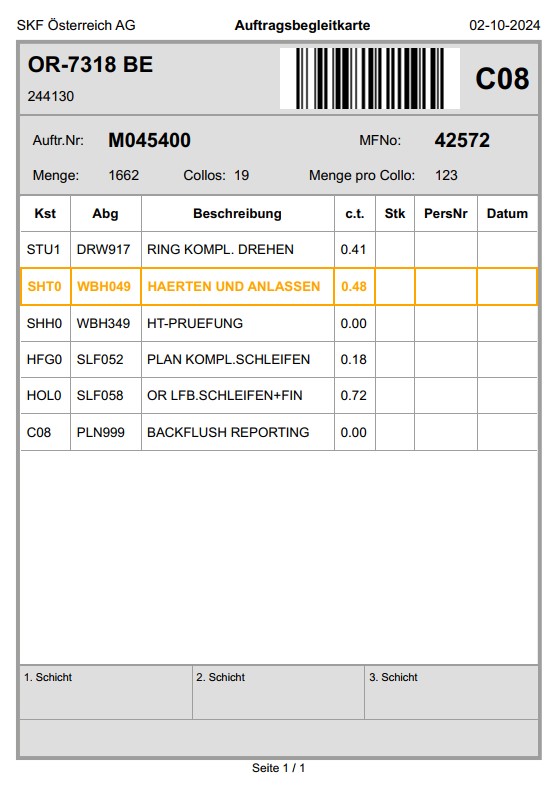 SKF Österreich AG Auftragsbegleitkarte 02-10-2024
OR-7318 BE
244130
C08
Auftr.Nr: M045400 MFNo: 42572
Menge: 1662 Collos: 19 Menge pro Collo: 123
Kst Abg Beschreibung c.t. Stk PersNr Datum
STU1 DRW917 RING KOMPL. DREHEN 0.41
SHT0 WBH049 HAERTEN UND ANLASSEN 0.48
SHH0 WBH349 HT-PRUEFUNG 0.00
HFG0 SLF052 PLAN KOMPL.SCHLEIFEN 0.18
HOL0 SLF058 OR LFB.SCHLEIFEN+FIN 0.72
C08 PLN999 BACKFLUSH REPORTING 0.00
1. Schicht 2. Schicht 3. Schicht
Seite 1 / 1